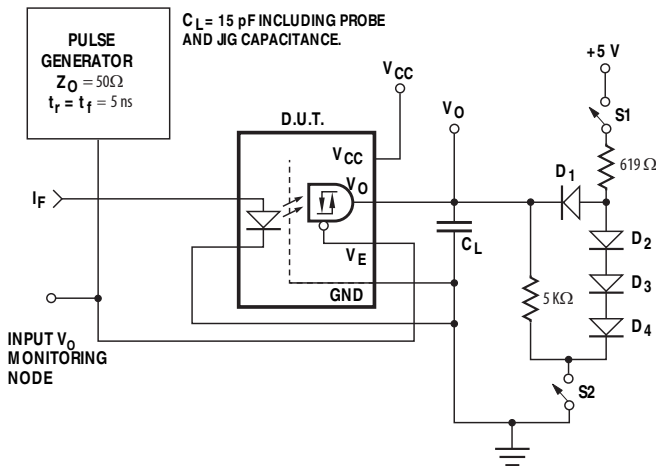 PULSE
GENERATOR
Z_O = 50Ω
t_r = t_f = 5 ns
C_L = 15 pF INCLUDING PROBE
AND JIG CAPACITANCE.
+5 V
S1
619 Ω
V_CC
V_O
D.U.T.
V_CC
V_O
D_1
I_F
D_2
C_L
V_E
D_3
GND
5 KΩ
D_4
INPUT V_O
MONITORING
NODE
S2